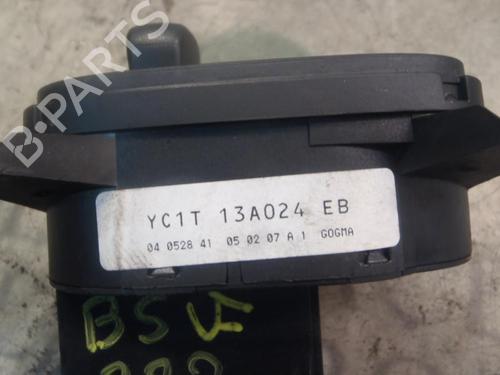 B-PARTS
YC1T 13A024 EB
04 0528 41 05 02 07 A 1 GOGMA
BSV